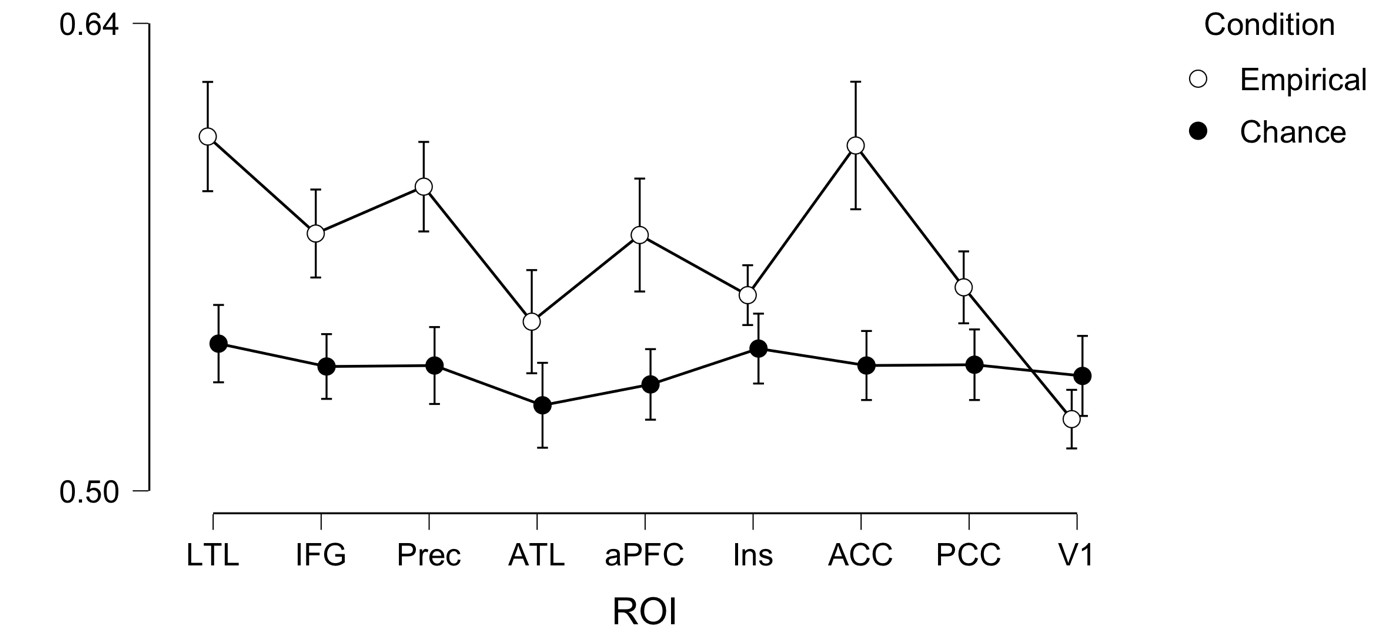 0.64
0.50
Condition
Empirical
Chance
LTL IFG Prec ATL aPFC Ins ACC PCC V1
ROI